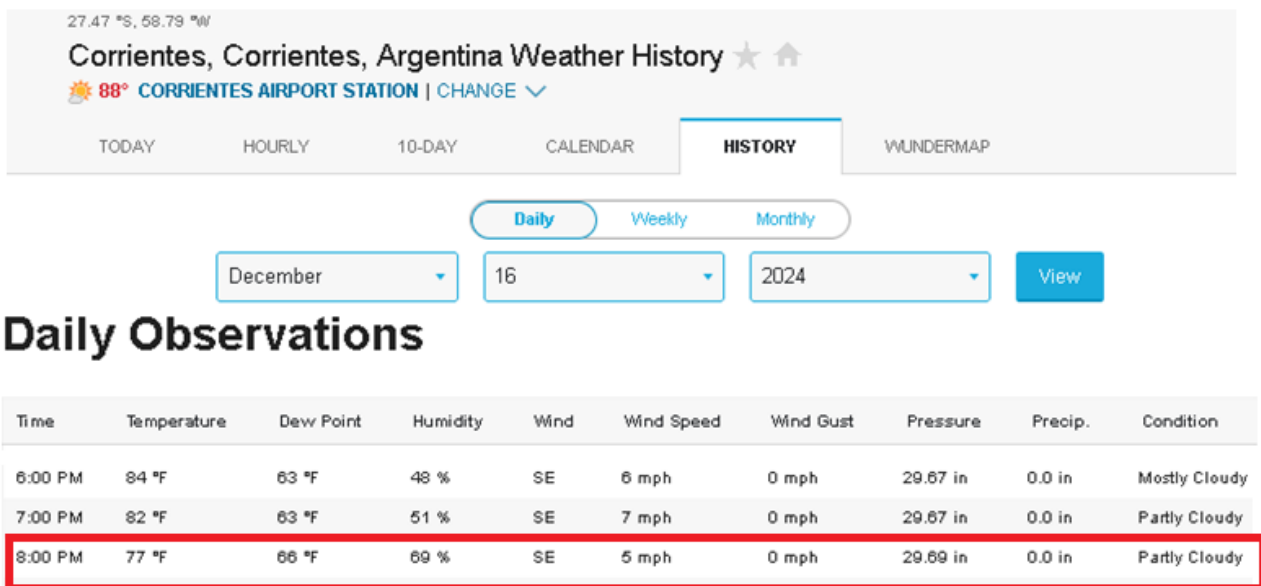 27.47 °S, 58.79 °W
Corrientes, Corrientes, Argentina Weather History
88° CORRIENTES AIRPORT STATION | CHANGE
TODAY HOURLY 10-DAY CALENDAR HISTORY WUNDERMAP
Daily Weekly Monthly
December 16 2024 View
Daily Observations
Time Temperature Dew Point Humidity Wind Wind Speed Wind Gust Pressure Precip. Condition
6:00 PM 84 °F 63 °F 48 % SE 6 mph 0 mph 29.67 in 0.0 in Mostly Cloudy
7:00 PM 82 °F 63 °F 51 % SE 7 mph 0 mph 29.67 in 0.0 in Partly Cloudy
8:00 PM 77 °F 66 °F 69 % SE 5 mph 0 mph 29.69 in 0.0 in Partly Cloudy